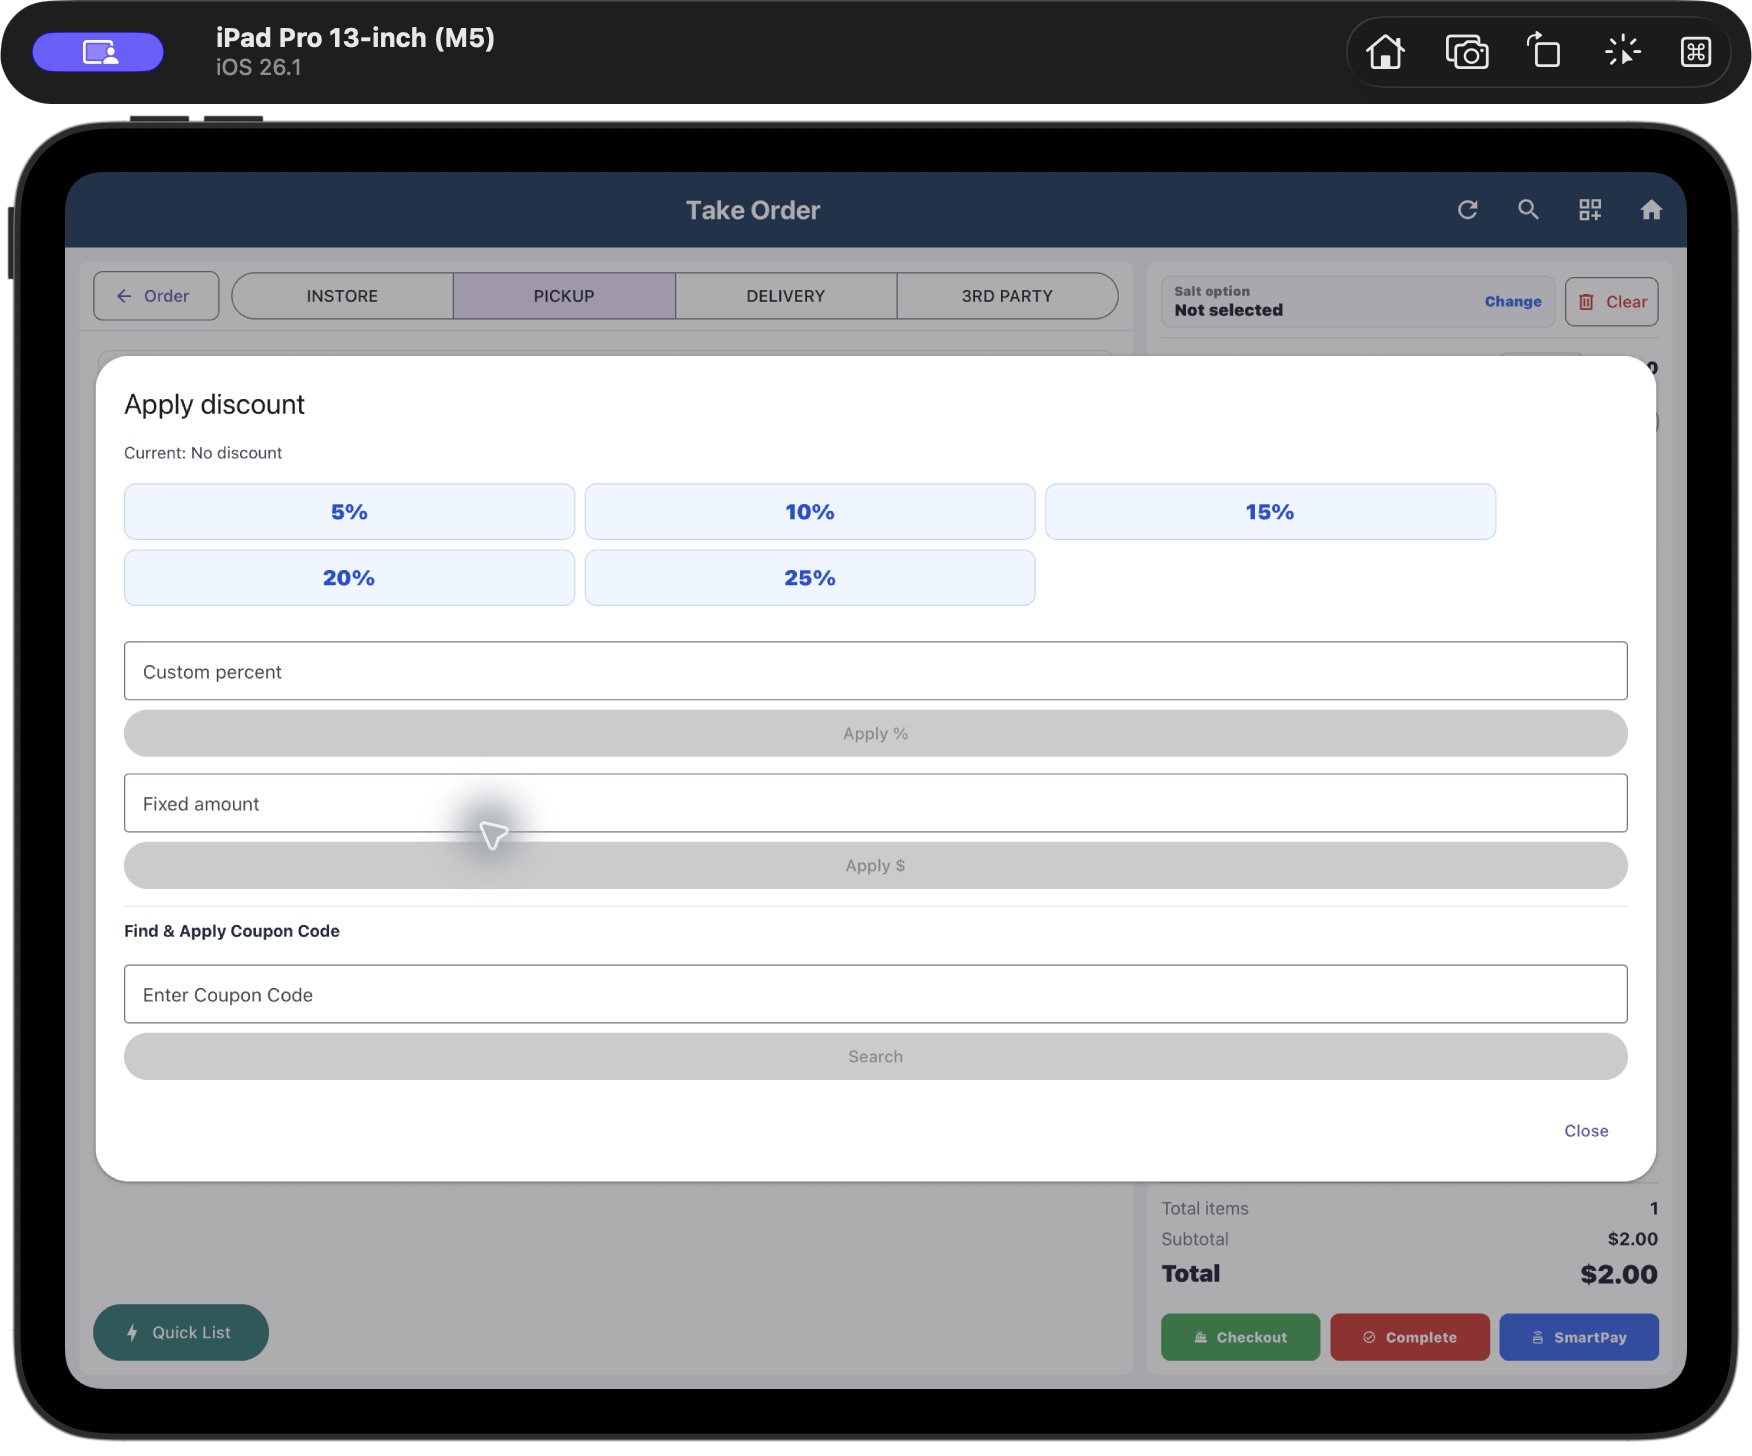 iPad Pro 13-inch (M5)
iOS 26.1
Take Order
Order
INSTORE
PICKUP
DELIVERY
3RD PARTY
Salt option
Not selected
Change
Clear
Apply discount
Current: No discount
5%
10%
15%
20%
25%
Custom percent
Apply %
Fixed amount
Apply $
Find & Apply Coupon Code
Enter Coupon Code
Search
Close
Total items
1
Subtotal
$2.00
Total
$2.00
Quick List
Checkout
Complete
SmartPay